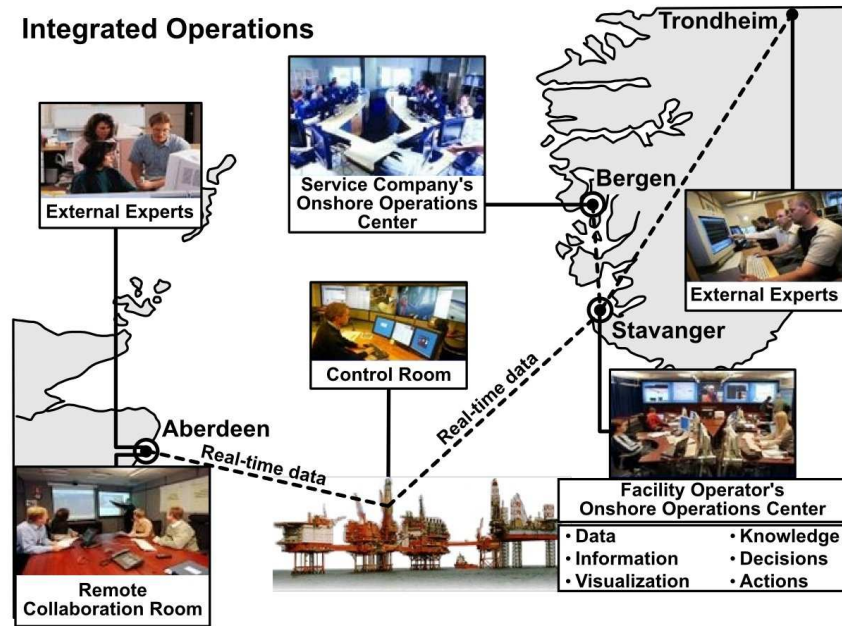 Integrated Operations
Trondheim
External Experts
Service Company's
Onshore Operations
Center
Bergen
External Experts
Control Room
Stavanger
Real-time data
Aberdeen
Real-time data
Remote
Collaboration Room
Facility Operator's
Onshore Operations Center
· Data
· Information
· Visualization
· Knowledge
· Decisions
· Actions